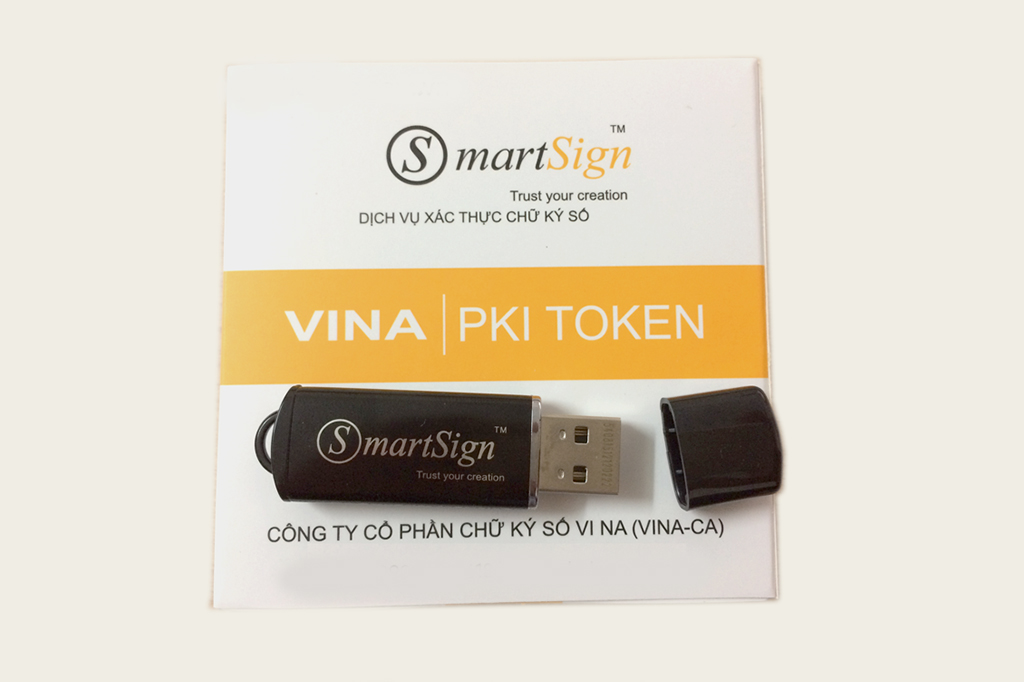 SmartSign™
Trust your creation
DỊCH VỤ XÁC THỰC CHỮ KÝ SỐ
VINA | PKI TOKEN
SmartSign™
Trust your creation
CÔNG TY CỔ PHẦN CHỮ KÝ SỐ VI NA (VINA-CA)